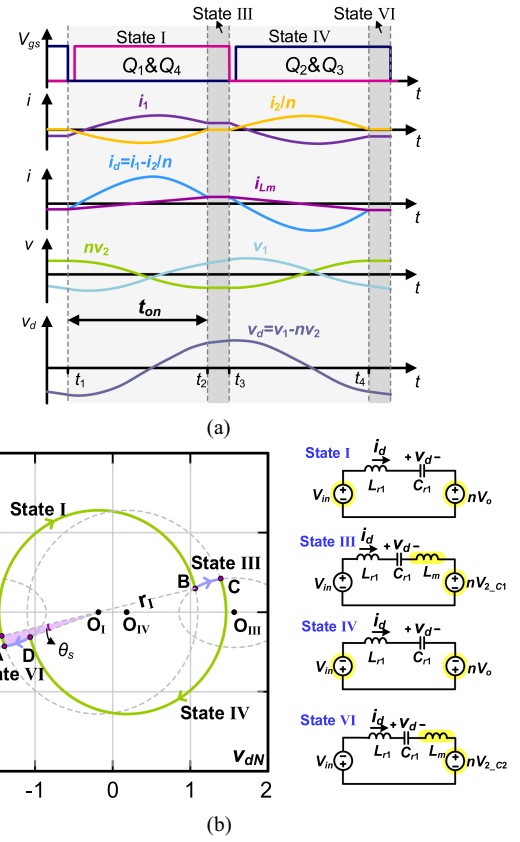 State III State VI
V_gs State I State IV
Q_1&Q_4 Q_2&Q_3
t
i i_1 i_2/n
t
i i_d=i_1-i_2/n i_Lm
t
v nv_2 v_1
t
t_on
v_d v_d=v_1-nv_2
t_1 t_2 t_3 t_4 t
(a)
State I
State III
B C
r_I
O_I O_IV O_III
A D
θ_s
State IV
v_dN
-1 0 1 2
State I i_d +v_d−
V_in L_r1 C_r1 nV_o
State III i_d +v_d−
V_in L_r1 C_r1 L_m nV_2_C1
State IV i_d +v_d−
V_in L_r1 C_r1 nV_o
State VI i_d +v_d−
V_in L_r1 C_r1 L_m nV_2_C2
(b)